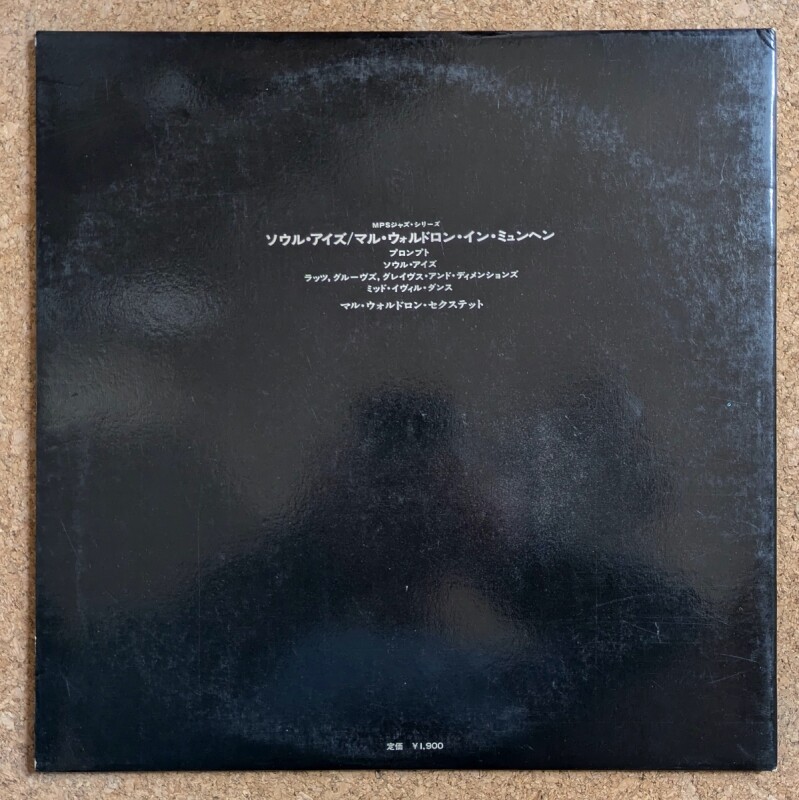 MPSジャズ・シリーズ
ソウル・アイズ/マル・ウォルドロン・イン・ミュンヘン
プロンプト
ソウル・アイズ
ラッツ, グルーヴズ, グレイヴス・アンド・ディメンションズ
ミッド・イヴィル・ダンス
マル・ウォルドロン・セクステット
定価 ¥1,900